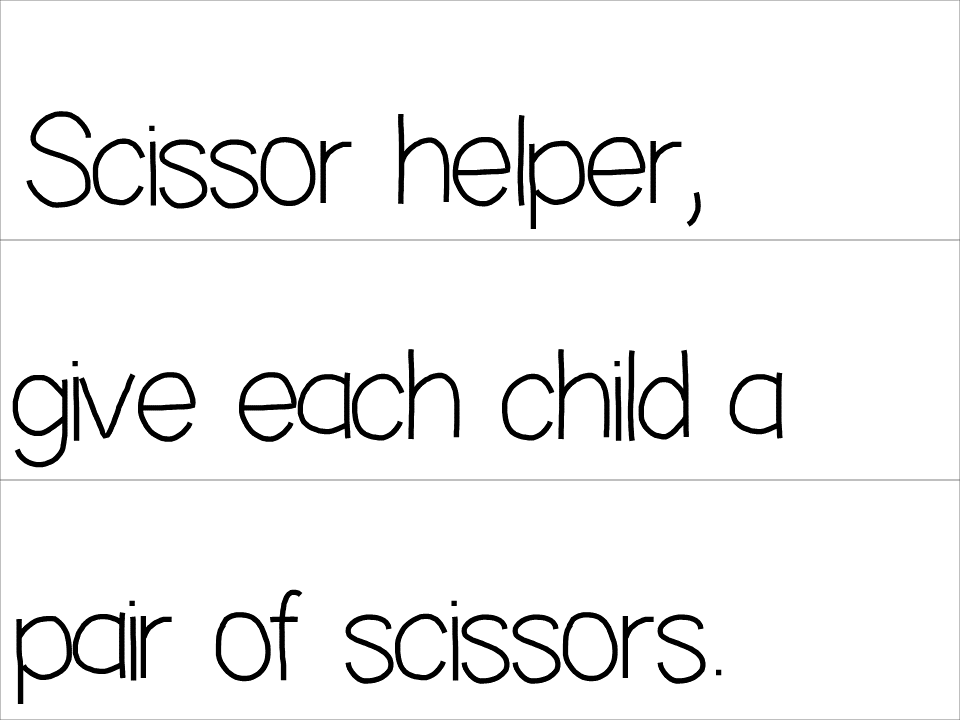 Scissor helper,
give each child a
pair of scissors.